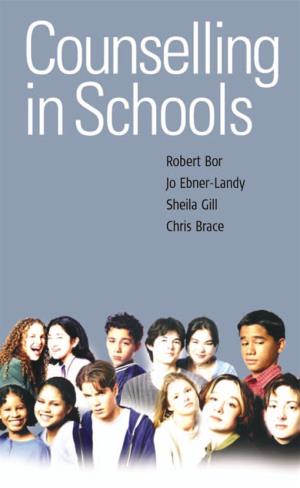 Counselling
in Schools
Robert Bor
Jo Ebner-Landy
Sheila Gill
Chris Brace